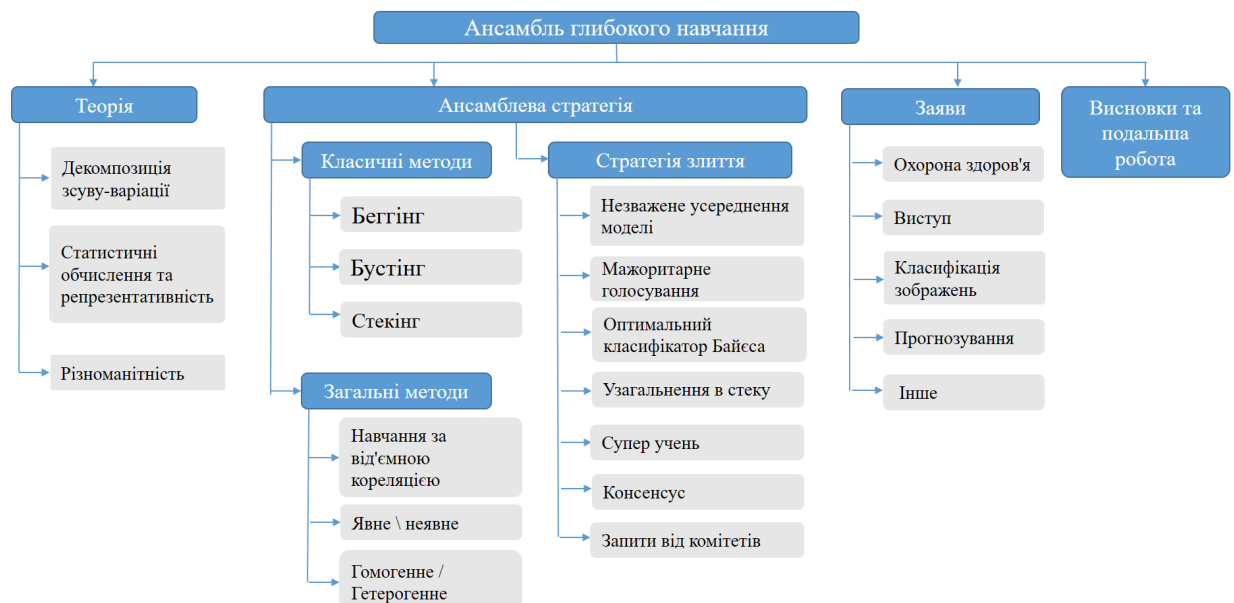 Ансамбль глибокого навчання
Теорія
Декомпозиція
зсуву-варіації
Статистичні
обчислення та
репрезентативність
Різноманітність
Ансамблева стратегія
Класичні методи
Беггінг
Бустінг
Стекінг
Загальні методи
Навчання за
від'ємною
кореляцією
Явне \ неявне
Гомогенне /
Гетерогенне
Стратегія злиття
Незважене усереднення
моделі
Мажоритарне
голосування
Оптимальний
класифікатор Байєса
Узагальнення в стеку
Супер учень
Консенсус
Запити від комітетів
Заяви
Охорона здоров'я
Виступ
Класифікація
зображень
Прогнозування
Інше
Висновки та
подальша
робота